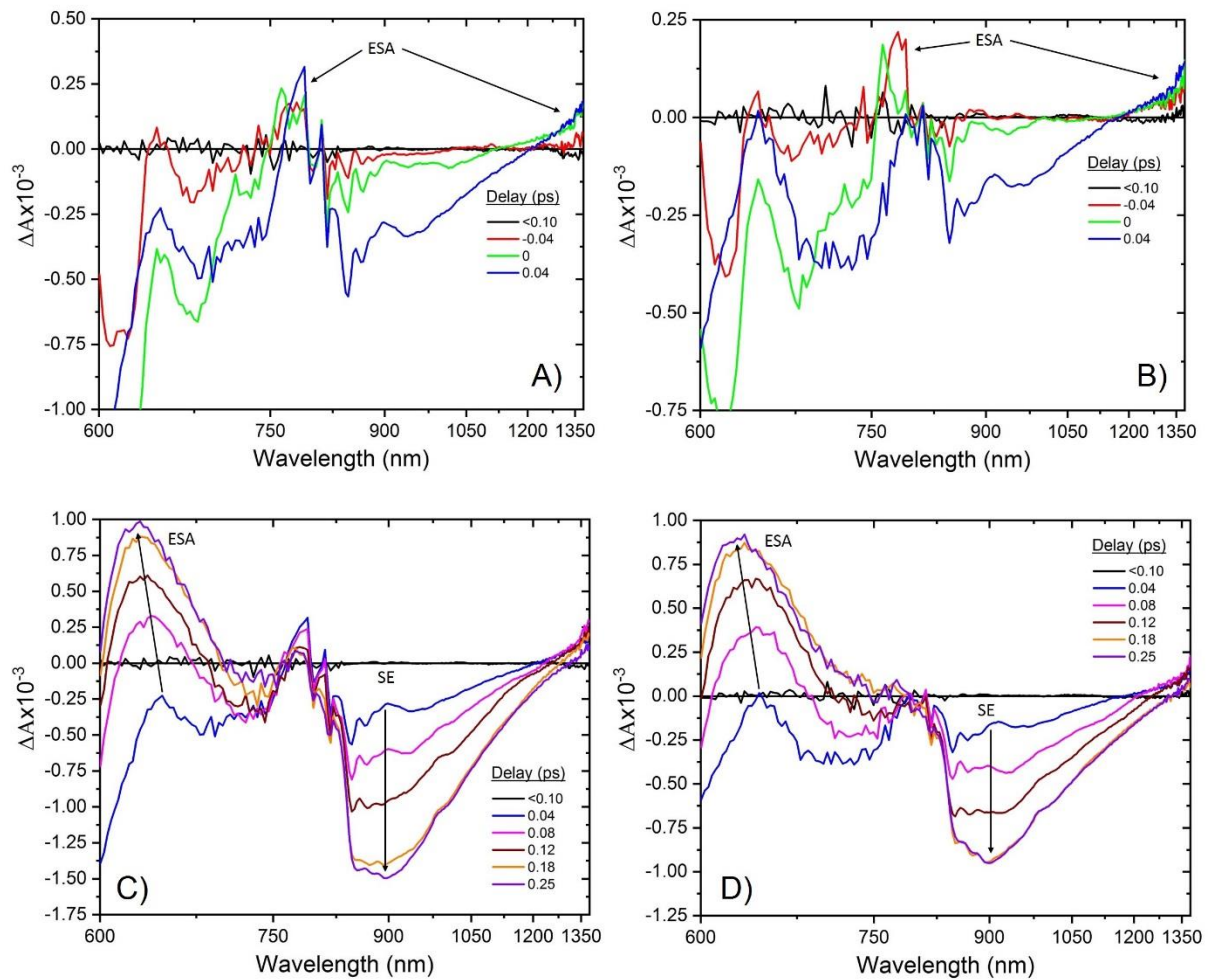 ESA
0.50
0.25
0.00
-0.25
-0.50
-0.75
-1.00
ΔAx10-3
Delay (ps)
<0.10
-0.04
0
0.04
A)
600 750 900 1050 1200 1350
Wavelength (nm)
ESA
0.25
0.00
-0.25
-0.50
-0.75
ΔAx10-3
Delay (ps)
<0.10
-0.04
0
0.04
B)
600 750 900 1050 1200 1350
Wavelength (nm)
1.00
0.75
0.50
0.25
0.00
-0.25
-0.50
-0.75
-1.00
-1.25
-1.50
-1.75
ΔAx10-3
ESA
SE
Delay (ps)
<0.10
0.04
0.08
0.12
0.18
0.25
C)
600 750 900 1050 1200 1350
Wavelength (nm)
1.00
0.75
0.50
0.25
0.00
-0.25
-0.50
-0.75
-1.00
-1.25
ΔAx10-3
ESA
Delay (ps)
<0.10
0.04
0.08
0.12
0.18
0.25
SE
D)
600 750 900 1050 1200 1350
Wavelength (nm)